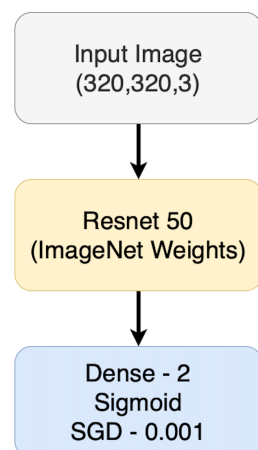 Input Image
(320,320,3)
Resnet 50
(ImageNet Weights)
Dense - 2
Sigmoid
SGD - 0.001